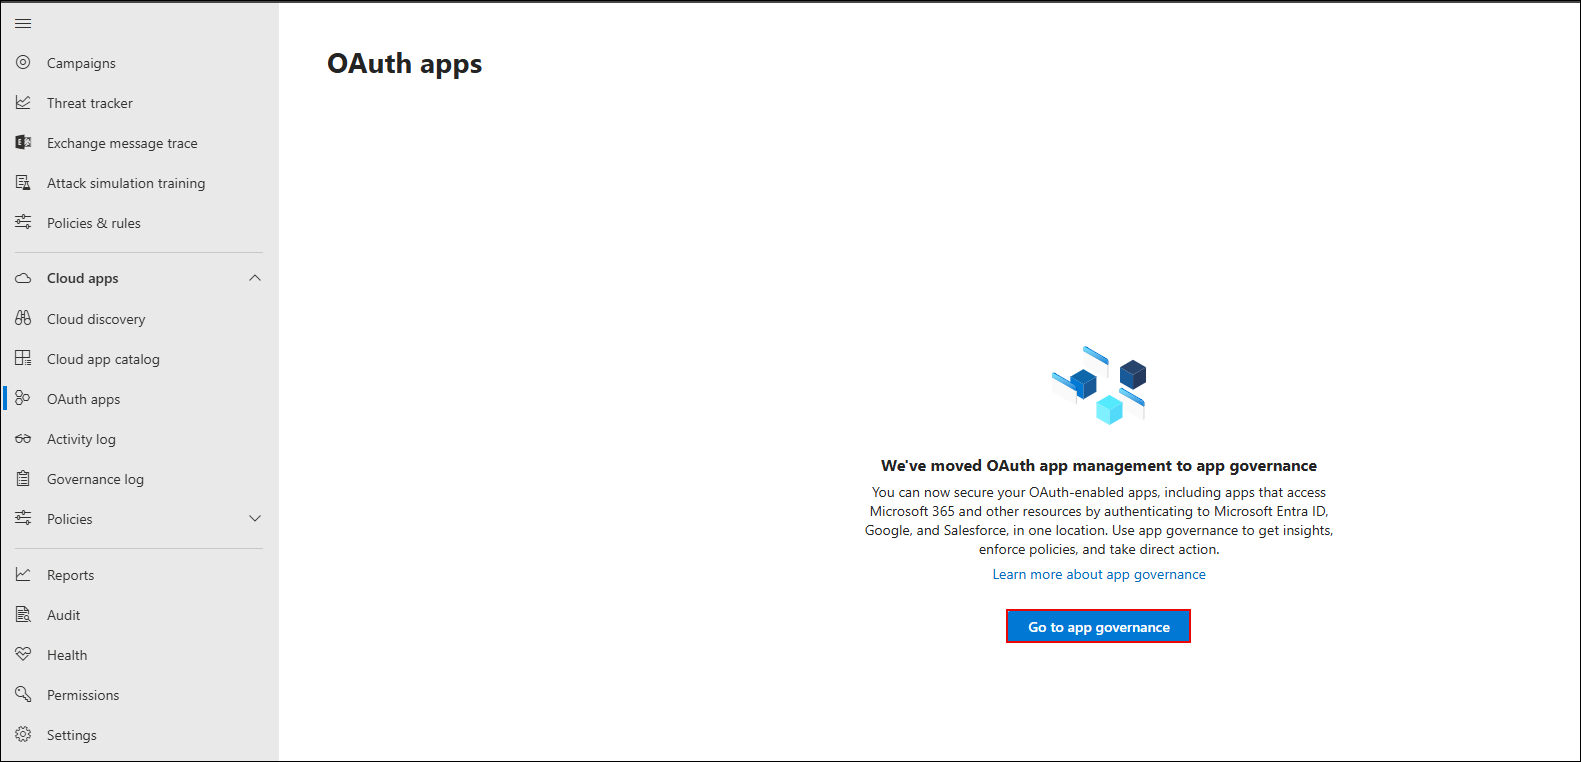 Campaigns
Threat tracker
Exchange message trace
Attack simulation training
Policies & rules
Cloud apps
Cloud discovery
Cloud app catalog
OAuth apps
Activity log
Governance log
Policies
Reports
Audit
Health
Permissions
Settings
OAuth apps
We've moved OAuth app management to app governance
You can now secure your OAuth-enabled apps, including apps that access
Microsoft 365 and other resources by authenticating to Microsoft Entra ID,
Google, and Salesforce, in one location. Use app governance to get insights,
enforce policies, and take direct action.
Learn more about app governance
Go to app governance